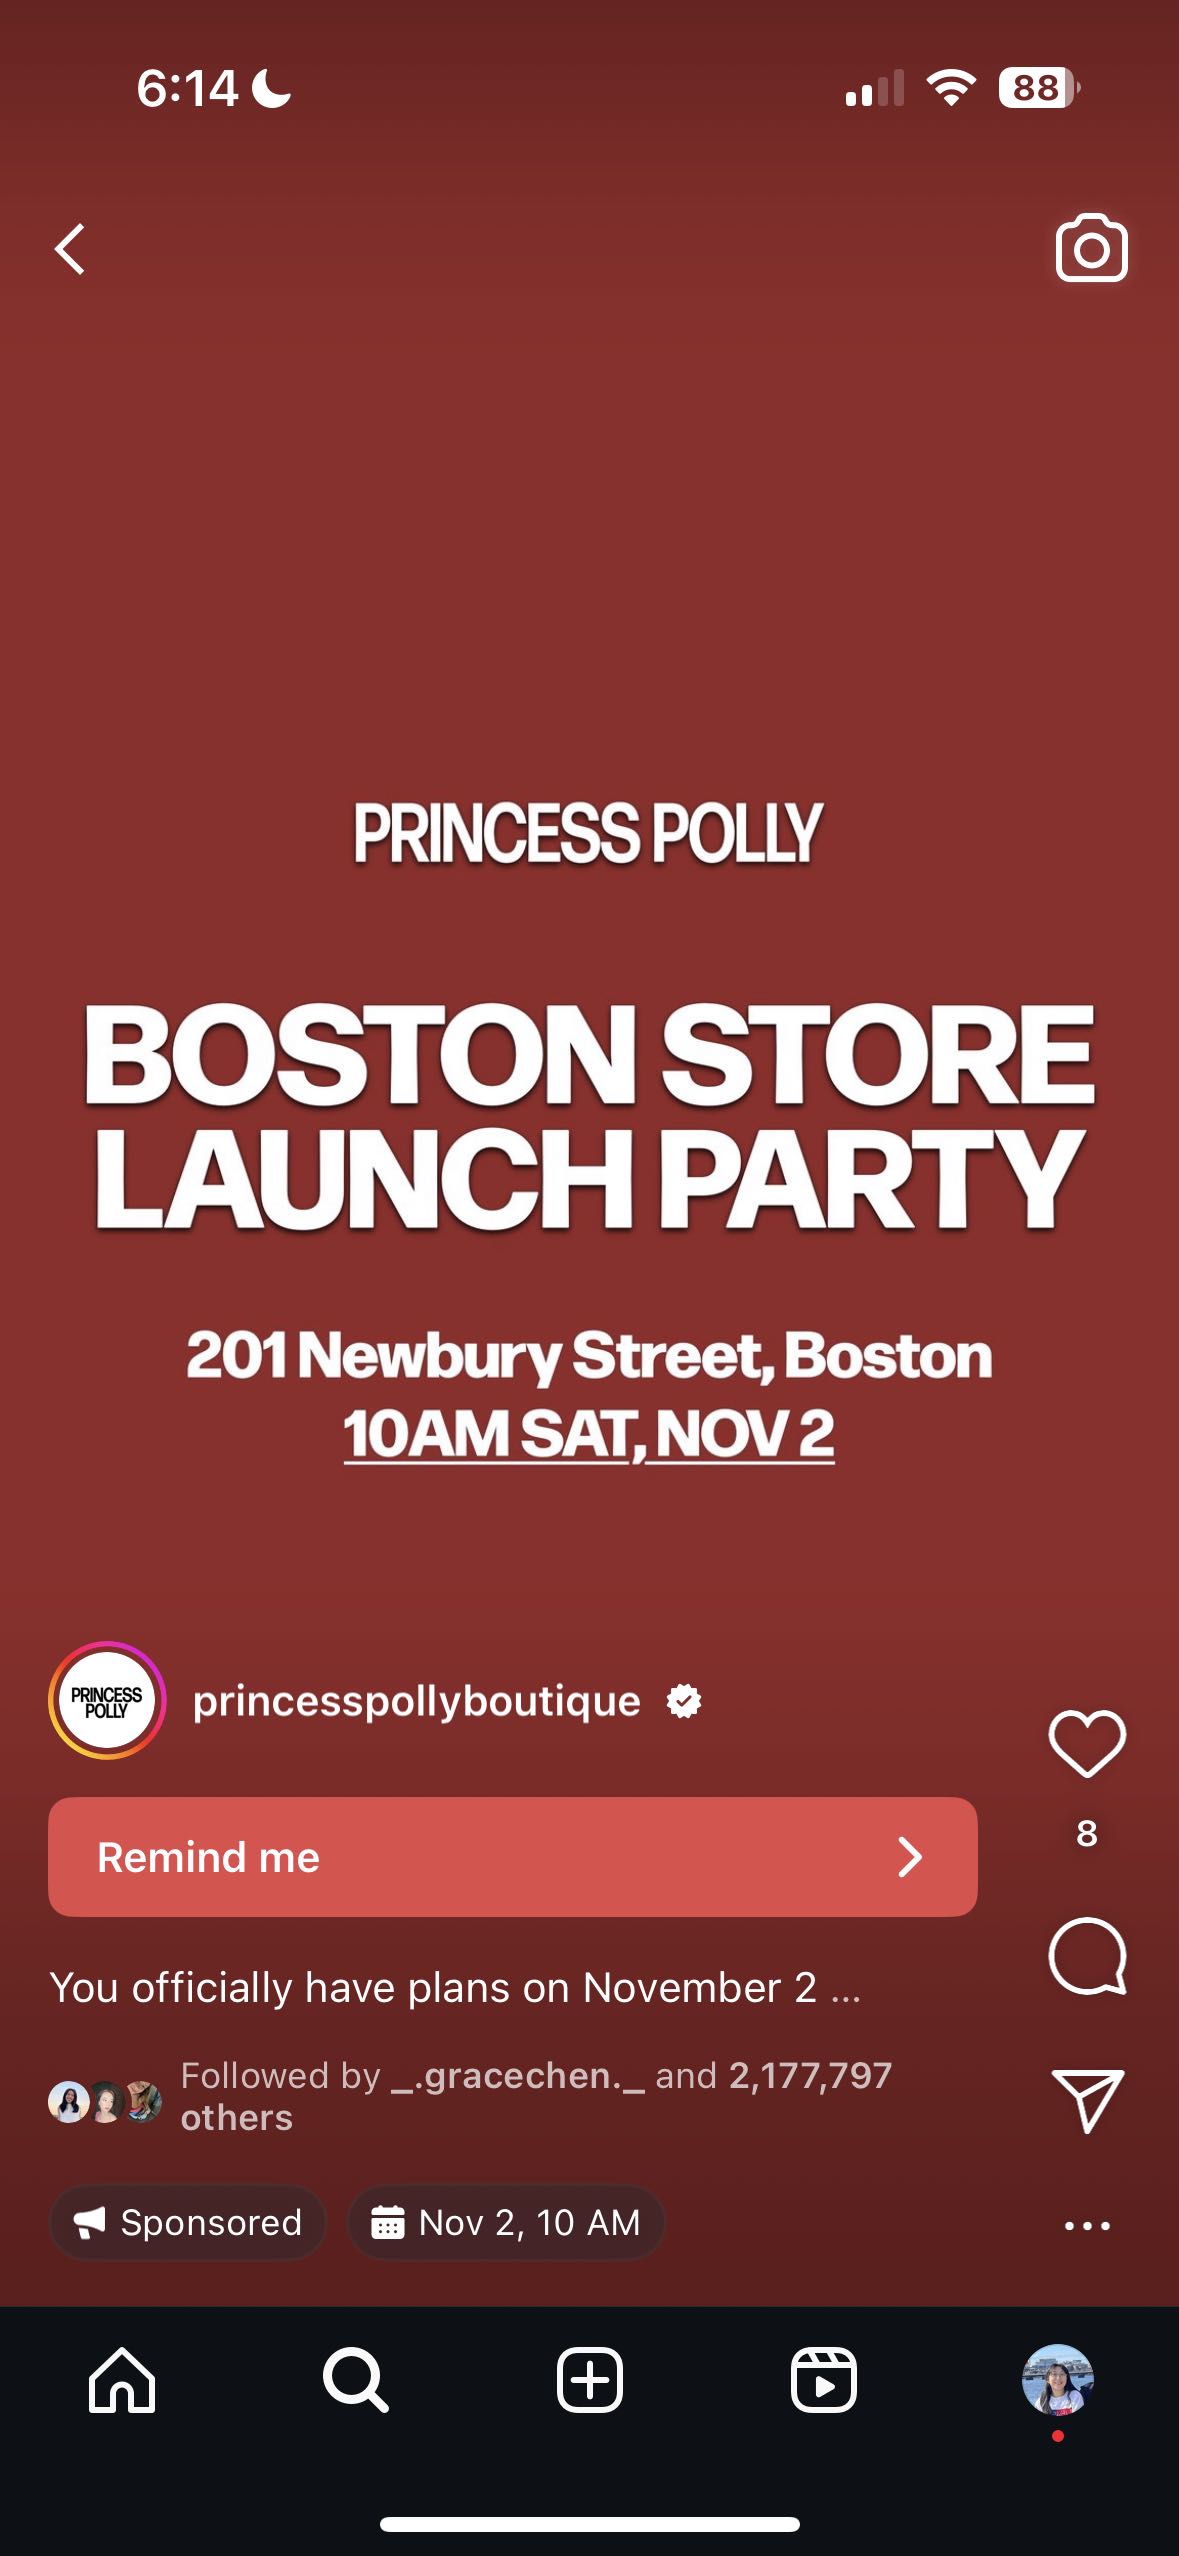 6:14
88
PRINCESS POLLY
BOSTON STORE
LAUNCH PARTY
201 Newbury Street, Boston
10AM SAT, NOV 2
PRINCESS
POLLY
princesspollyboutique
Remind me
8
You officially have plans on November 2 ...
Followed by _.gracechen._ and 2,177,797
others
Sponsored
Nov 2, 10 AM